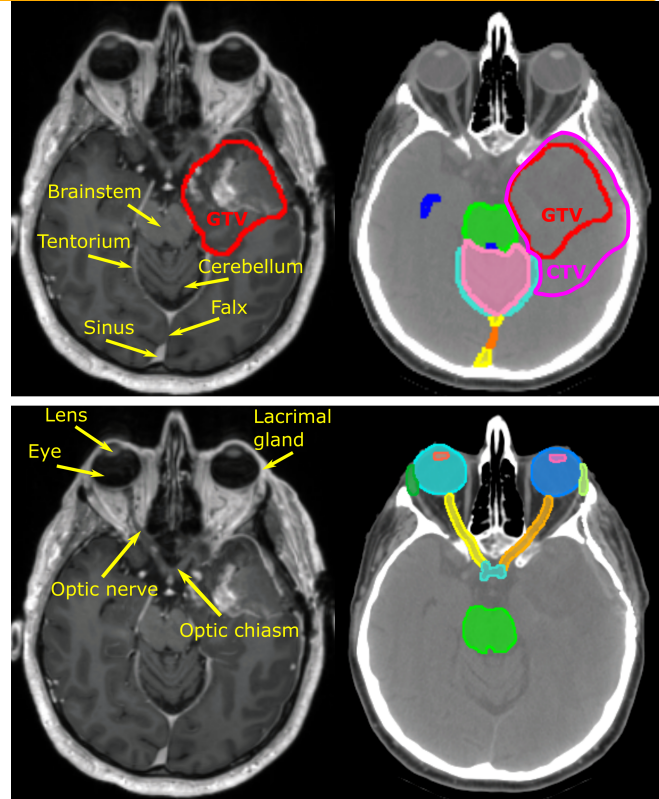 Brainstem
GTV
GTV
Tentorium
Cerebellum
CTV
Falx
Sinus
Lens
Lacrimal
gland
Eye
Optic nerve
Optic chiasm